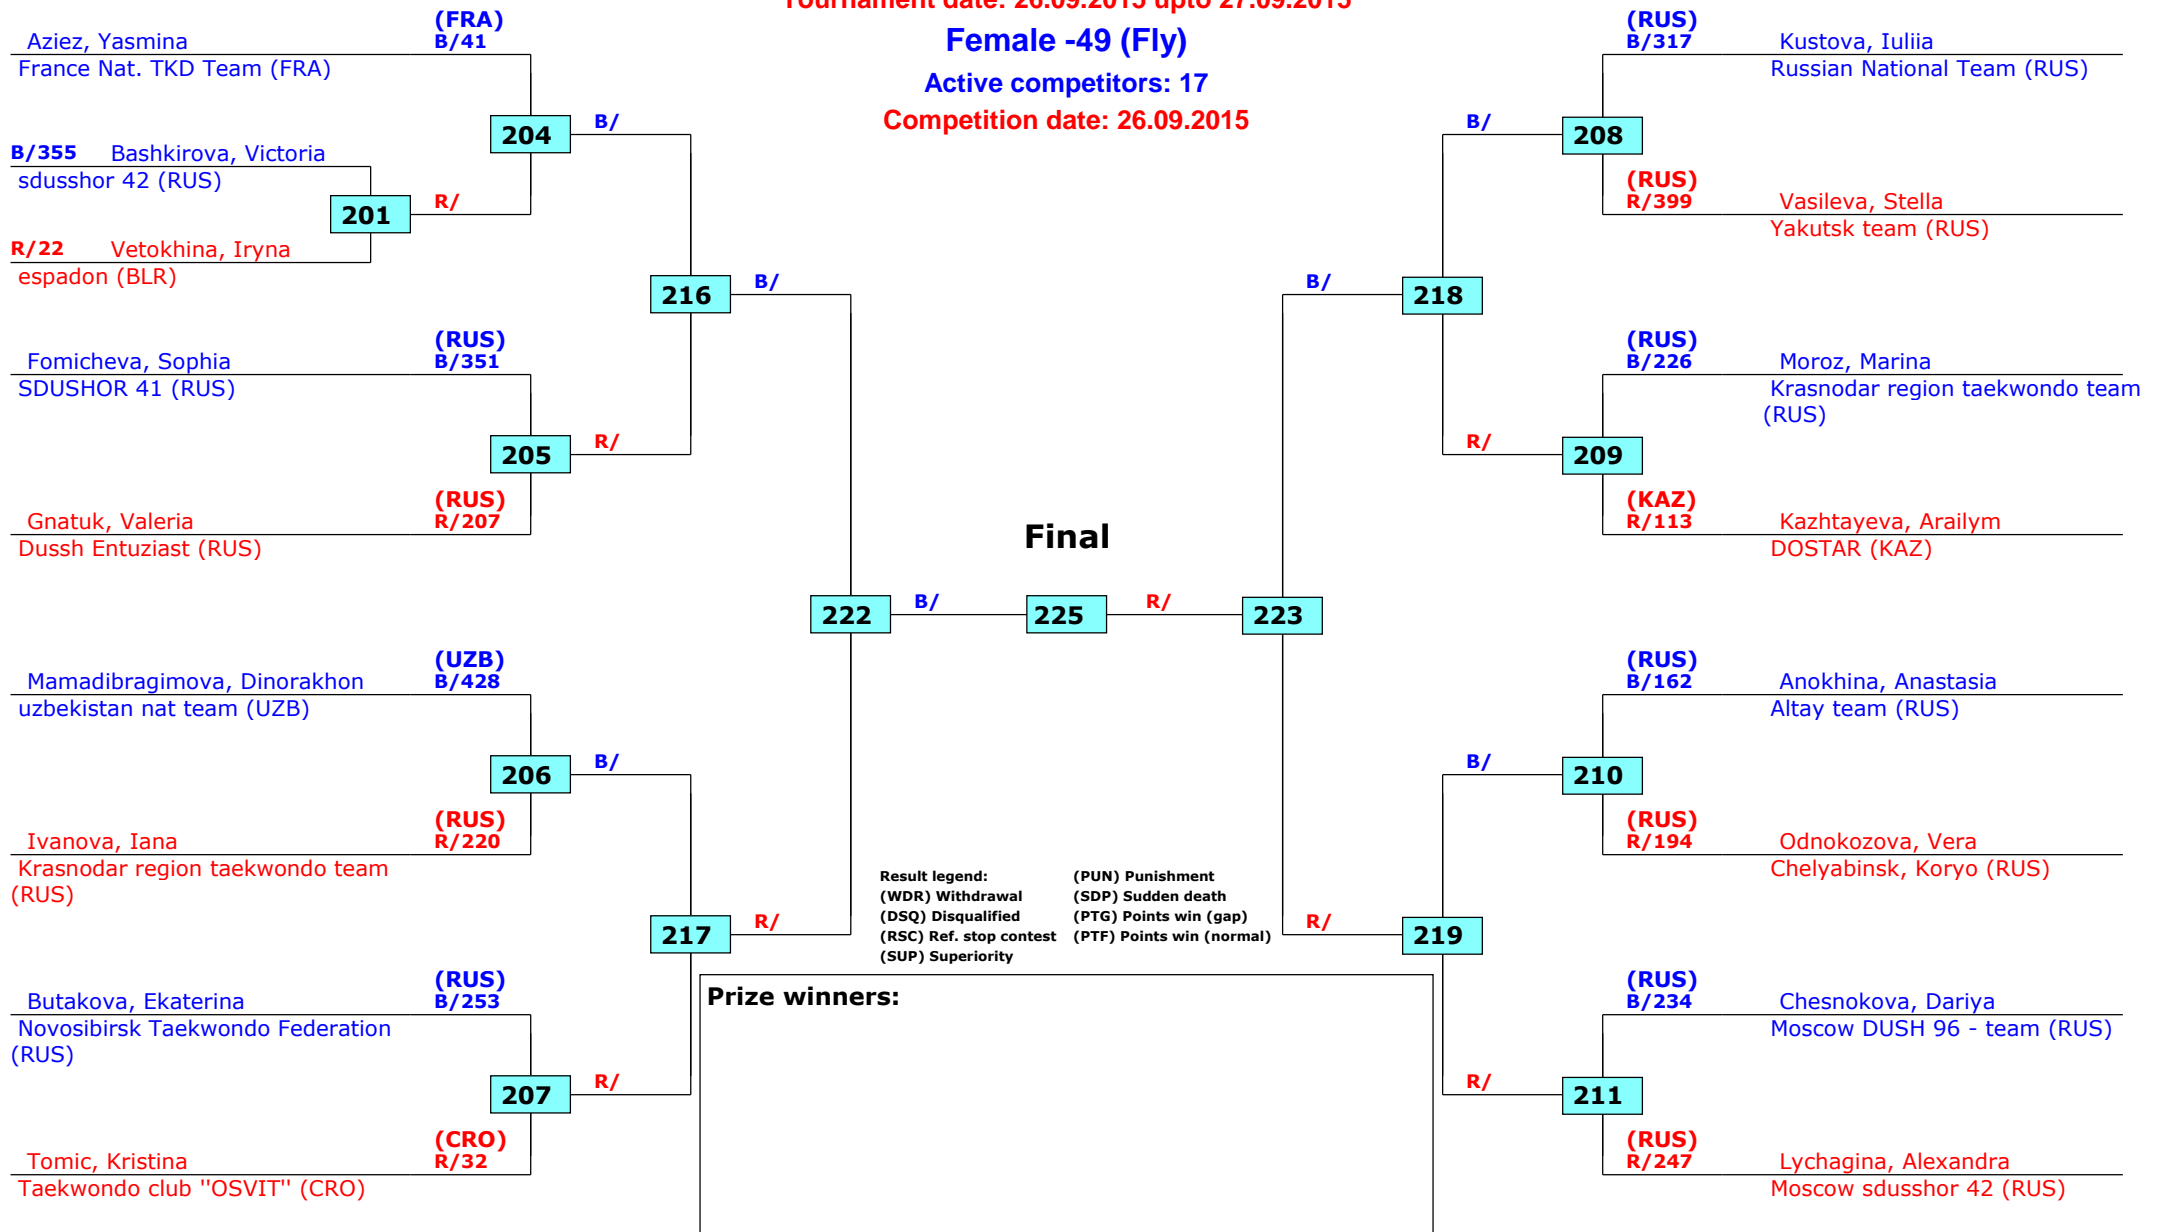 Tournament date: 26.09.2015 upto 27.09.2015
Female -49 (Fly)
Active competitors: 17
Competition date: 26.09.2015
(FRA)
Aziez, Yasmina B/41
France Nat. TKD Team (FRA)
204 B/
B/355 Bashkirova, Victoria
sdusshor 42 (RUS)
201 R/
R/22 Vetokhina, Iryna
espadon (BLR)
216 B/
(RUS)
Fomicheva, Sophia B/351
SDUSHOR 41 (RUS)
205 R/
(RUS)
Gnatuk, Valeria R/207
Dussh Entuziast (RUS)
222 B/
(UZB)
Mamadibragimova, Dinorakhon B/428
uzbekistan nat team (UZB)
206 B/
(RUS)
Ivanova, Iana R/220
Krasnodar region taekwondo team
(RUS)
217 R/
(RUS)
Butakova, Ekaterina B/253
Novosibirsk Taekwondo Federation
(RUS)
207 R/
(CRO)
Tomic, Kristina R/32
Taekwondo club "OSVIT" (CRO)
Final
225
R/ 223
(RUS)
B/317 Kustova, Iuliia
Russian National Team (RUS)
B/ 208
(RUS)
R/399 Vasileva, Stella
Yakutsk team (RUS)
B/ 218
(RUS)
B/226 Moroz, Marina
Krasnodar region taekwondo team
(RUS)
R/ 209
(KAZ)
R/113 Kazhtayeva, Arailym
DOSTAR (KAZ)
(RUS)
B/162 Anokhina, Anastasia
Altay team (RUS)
B/ 210
(RUS)
R/194 Odnokozova, Vera
Chelyabinsk, Koryo (RUS)
R/ 219
(RUS)
B/234 Chesnokova, Dariya
Moscow DUSH 96 - team (RUS)
R/ 211
(RUS)
R/247 Lychagina, Alexandra
Moscow sdusshor 42 (RUS)
Result legend: (PUN) Punishment
(WDR) Withdrawal (SDP) Sudden death
(DSQ) Disqualified (PTG) Points win (gap)
(RSC) Ref. stop contest (PTF) Points win (normal)
(SUP) Superiority
Prize winners: